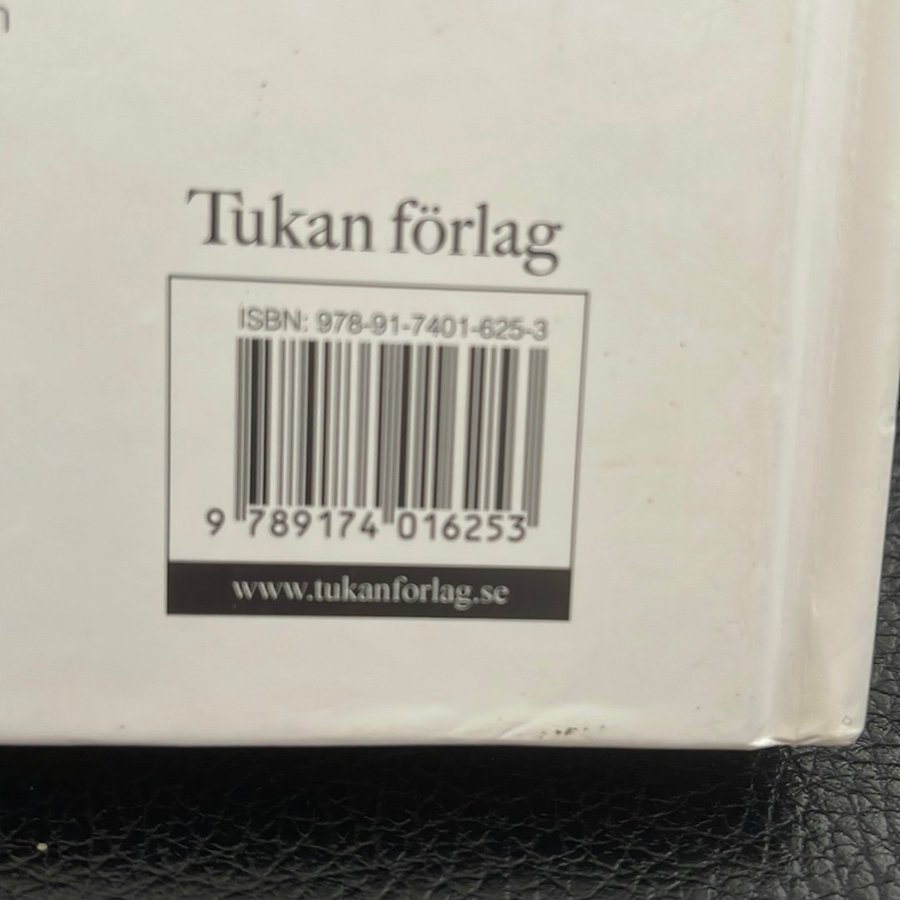 Tukan förlag
ISBN: 978-91-7401-625-3
9 789174 016253
www.tukanforlag.se